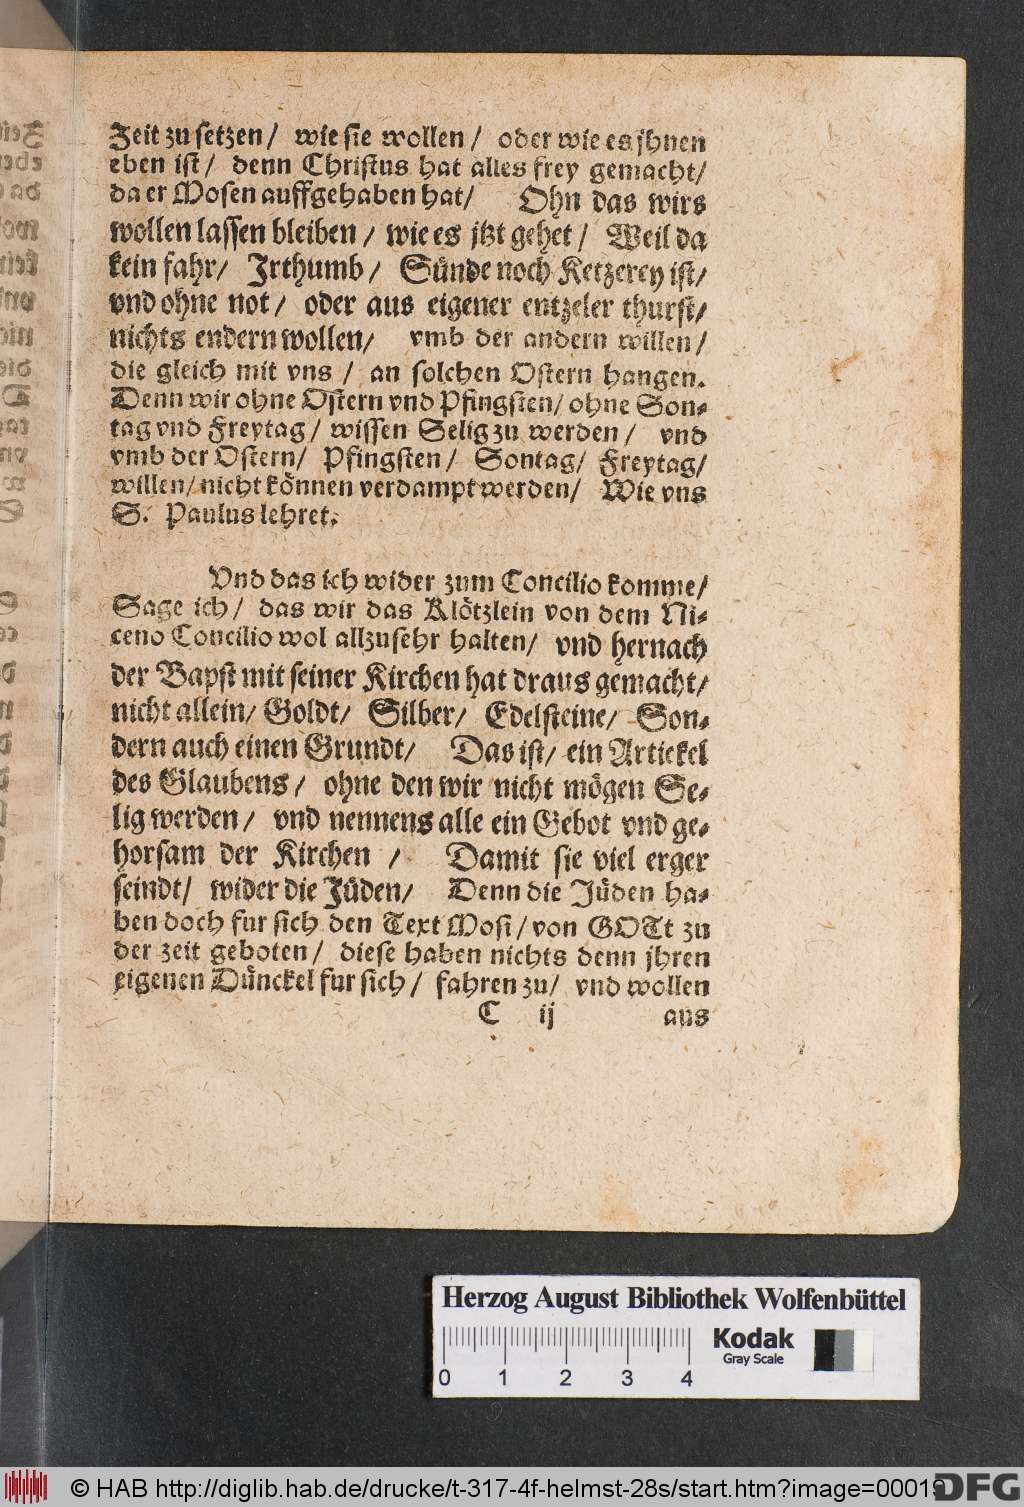 Zeit zu setzen/ wie sie wollen/ oder wie es jhnen
eben ist/ denn Christus hat alles frey gemacht/
da er Mosen auffgehaben hat/ Ohn das wirs
wollen lassen bleiben/ wie es jtzt gehet/ Weil da
kein fahr/ Irthumb/ Sünde noch Ketzerey ist/
vnd ohne not/ oder aus eigener entzeler thurst/
nichts endern wollen/ vmb der andern willen/
die gleich mit vns/ an solchen Ostern hangen.
Denn wir ohne Ostern vnd Pfingsten/ ohne Son-
tag vnd Freytag/ wissen Selig zu werden/ vnd
vmb der Ostern/ Pfingsten/ Sontag/ Freytag/
willen/ nicht können verdampt werden/ Wie vns
S. Paulus lehret.
Vnd das ich wider zum Concilio komme/
Sage ich/ das wir das Klötzlein von dem Ni-
ceno Concilio wol allzusehr halten/ vnd hernach
der Bapst mit seiner Kirchen hat draus gemacht/
nicht allein/ Goldt/ Silber/ Edelsteine/ Son-
dern auch einen Grundt/ Das ist/ ein Artickel
des Glaubens/ ohne den wir nicht mögen Se-
lig werden/ vnd nennens alle ein Gebot vnd ge-
horsam der Kirchen/ Damit sie viel erger
seindt/ wider die Jüden/ Denn die Jüden ha-
ben doch fur sich den Text Mosi/ von GOTt zu
der zeit geboten/ diese haben nichts denn jhren
eigenen Dünckel fur sich/ fahren zu/ vnd wollen
C ij aus
Herzog August Bibliothek Wolfenbüttel
Kodak
Gray Scale
0 1 2 3 4
© HAB http://diglib.hab.de/drucke/t-317-4f-helmst-28s/start.htm?image=00019
DFG